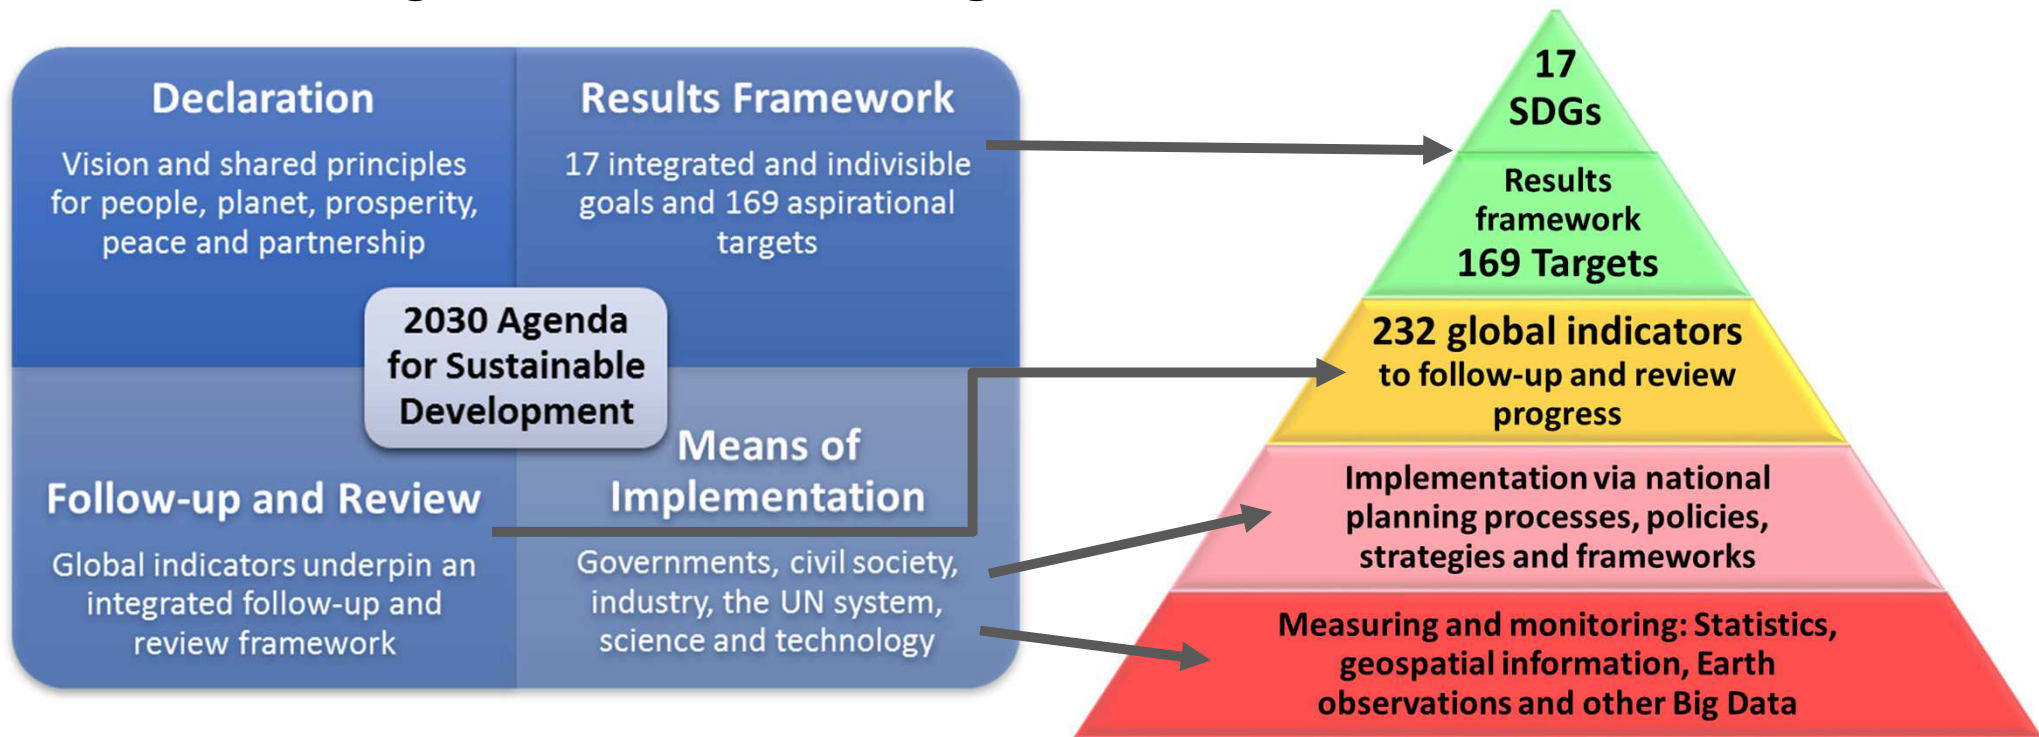 Declaration
Vision and shared principles
for people, planet, prosperity,
peace and partnership
Results Framework
17 integrated and indivisible
goals and 169 aspirational
targets
2030 Agenda
for Sustainable
Development
Follow-up and Review
Global indicators underpin an
integrated follow-up and
review framework
Means of
Implementation
Governments, civil society,
industry, the UN system,
science and technology
17
SDGs
Results
framework
169 Targets
232 global indicators
to follow-up and review
progress
Implementation via national
planning processes, policies,
strategies and frameworks
Measuring and monitoring: Statistics,
geospatial information, Earth
observations and other Big Data